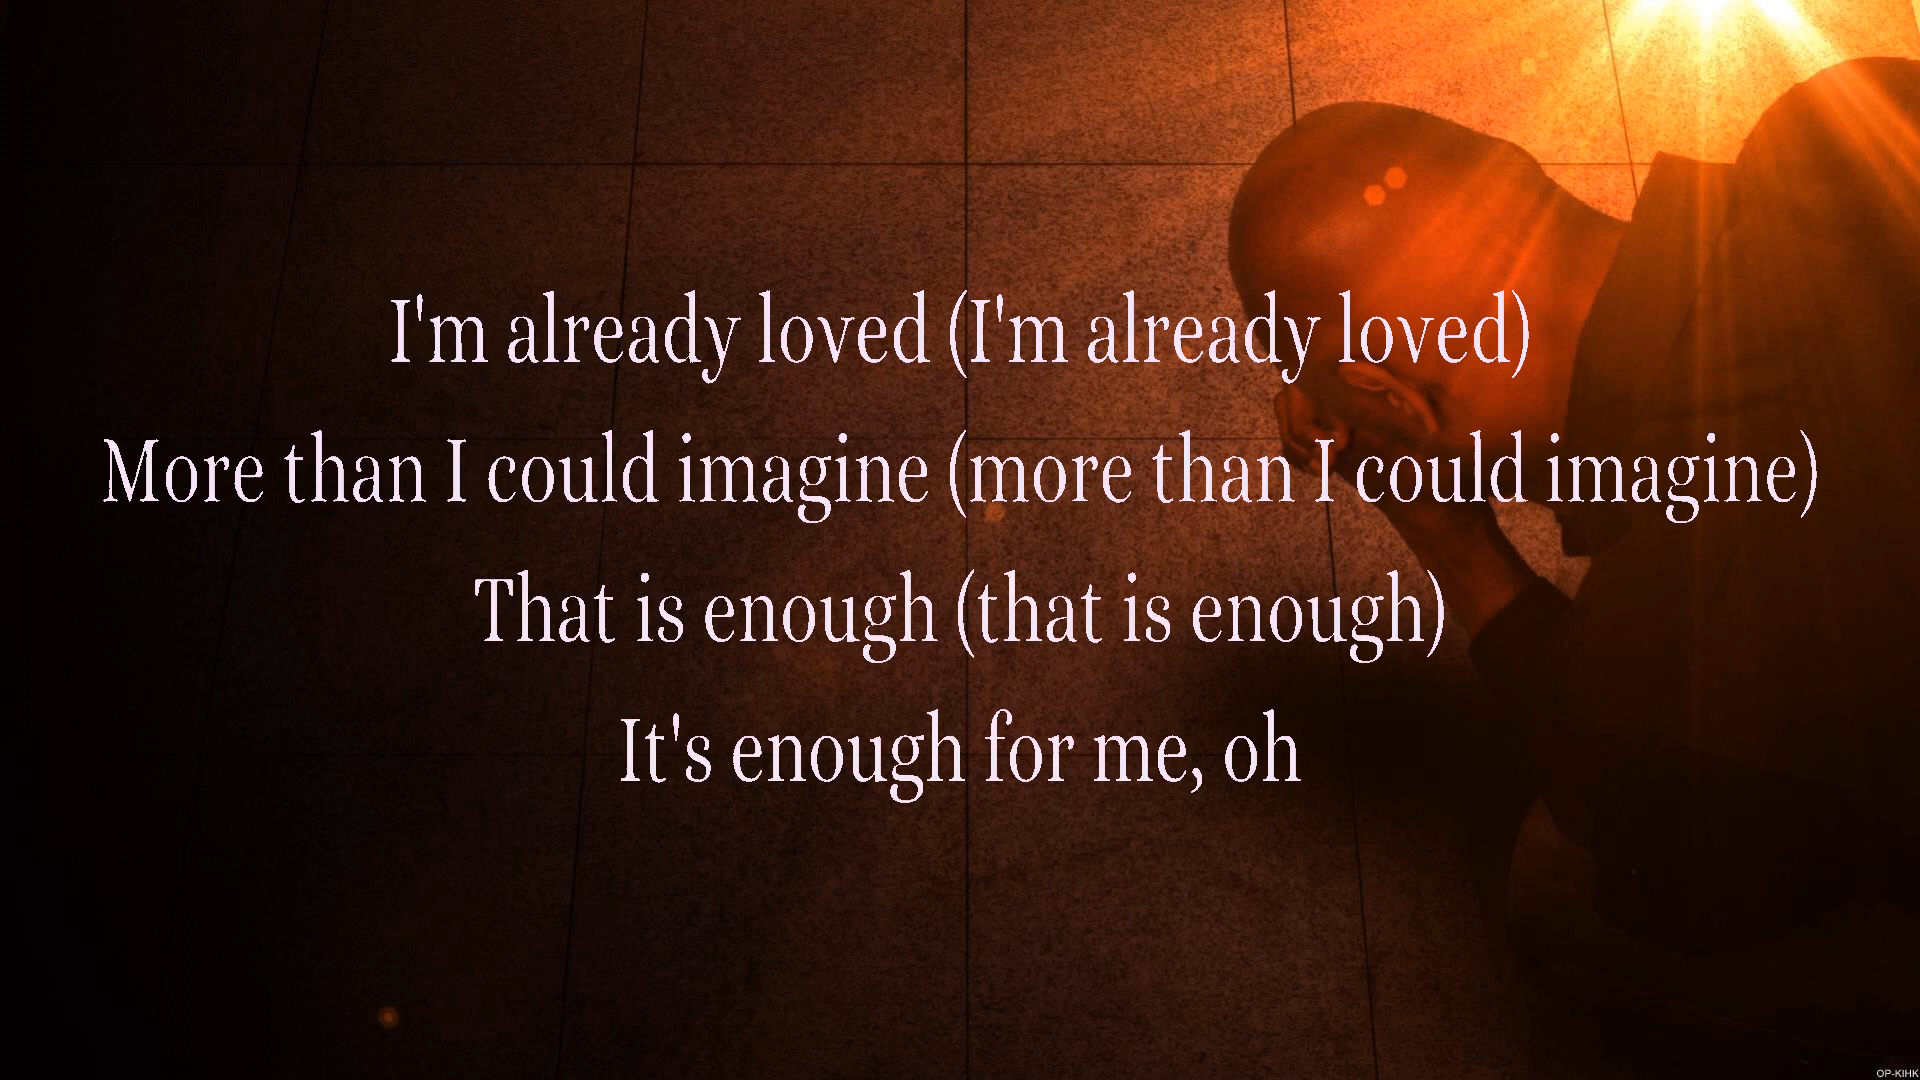 I'm already loved (I'm already loved)
More than I could imagine (more than I could imagine)
That is enough (that is enough)
It's enough for me, oh
OP-KIHK